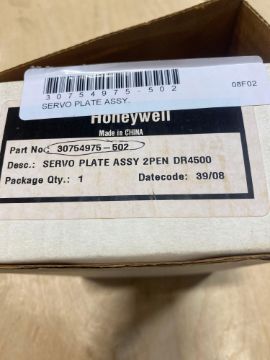 30754975-502
SERVO PLATE ASSY.
08F02
Honeywell
Made in CHINA
Part No: 30754975-502
Desc.: SERVO PLATE ASSY 2PEN DR4500
Package Qty.: 1 Datecode: 39/08